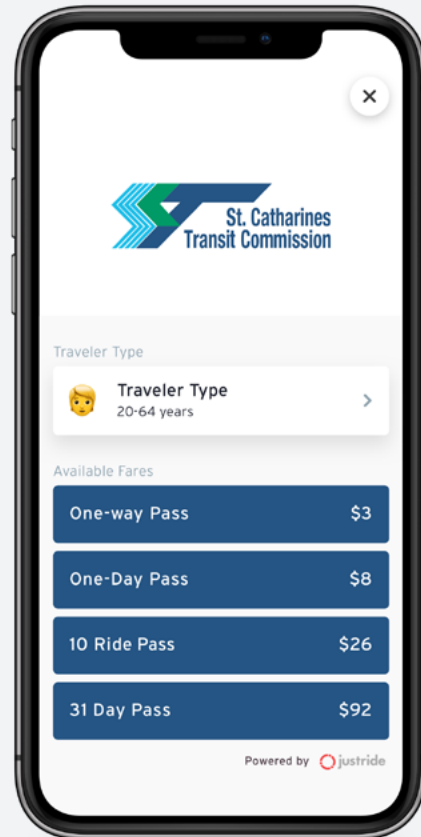 St. Catharines
Transit Commission
Traveler Type
Traveler Type
20-64 years
Available Fares
One-way Pass $3
One-Day Pass $8
10 Ride Pass $26
31 Day Pass $92
Powered by justride